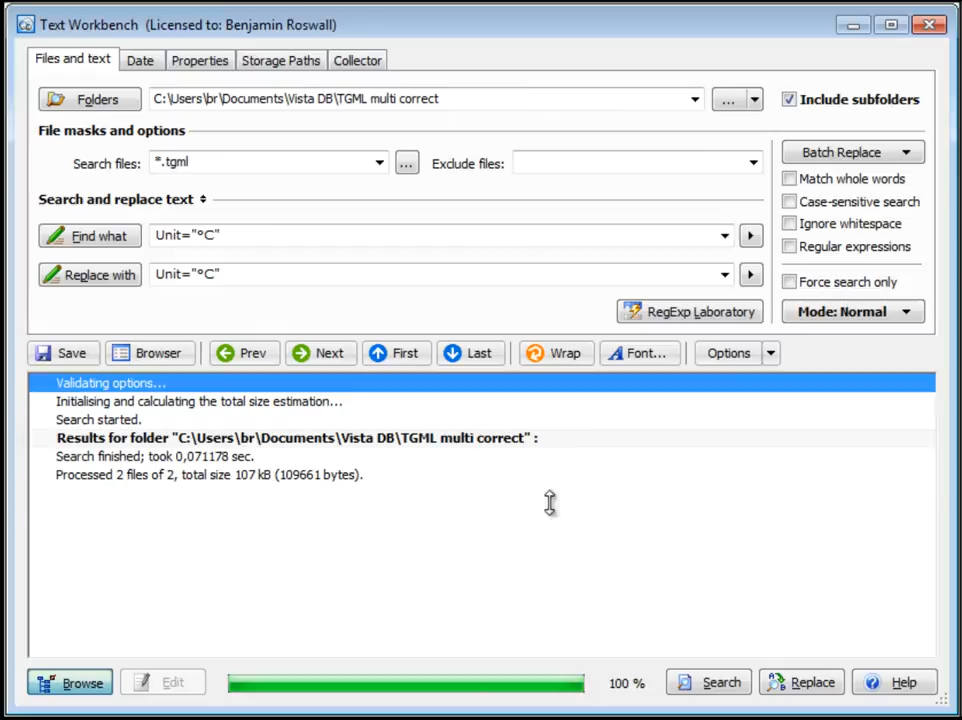 Text Workbench (Licensed to: Benjamin Roswall)
Files and text Date Properties Storage Paths Collector
Folders C:\Users\br\Documents\Vista DB\TGML multi correct ... Include subfolders
File masks and options
Search files: *.tgml ... Exclude files:
Batch Replace
Match whole words
Search and replace text
Case-sensitive search
Ignore whitespace
Find what Unit="°C"
Regular expressions
Replace with Unit="°C"
Force search only
RegExp Laboratory Mode: Normal
Save Browser Prev Next First Last Wrap Font... Options
Validating options...
Initialising and calculating the total size estimation...
Search started.
Results for folder "C:\Users\br\Documents\Vista DB\TGML multi correct" :
Search finished; took 0,071178 sec.
Processed 2 files of 2, total size 107 kB (109661 bytes).
Browse Edit 100 % Search Replace Help